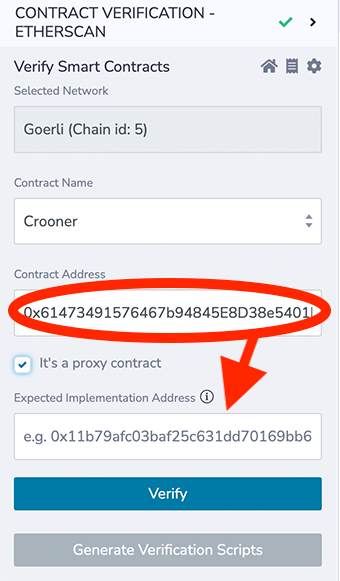 CONTRACT VERIFICATION -
ETHERSCAN
Verify Smart Contracts
Selected Network
Goerli (Chain id: 5)
Contract Name
Crooner
Contract Address
0x61473491576467b94845E8D38e5401
It's a proxy contract
Expected Implementation Address
e.g. 0x11b79afc03baf25c631dd70169bb6
Verify
Generate Verification Scripts